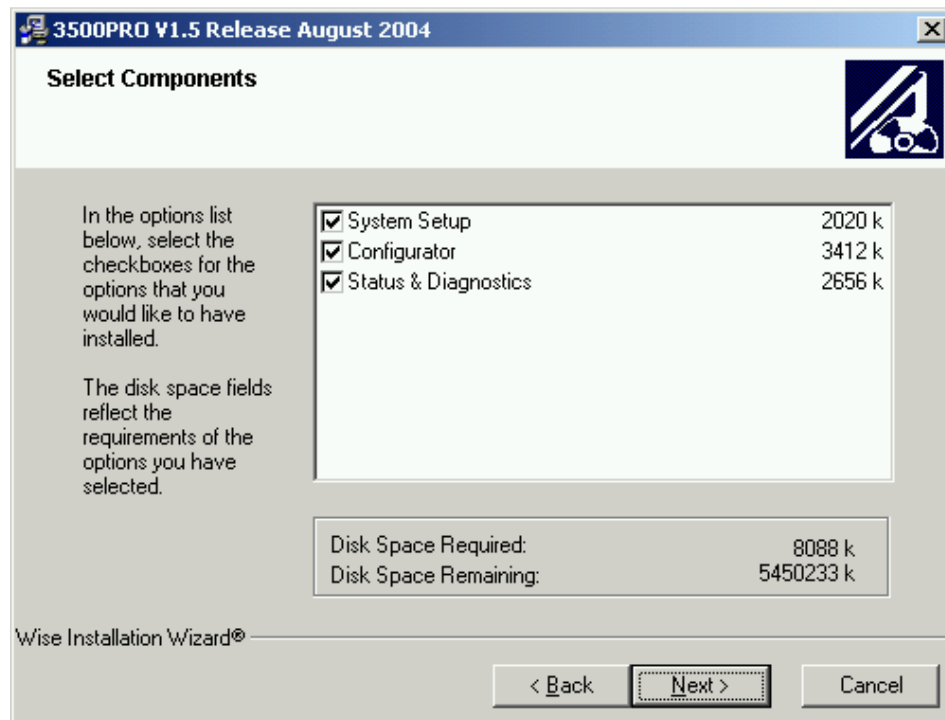 3500PRO V1.5 Release August 2004
Select Components
In the options list
below, select the
checkboxes for the
options that you
would like to have
installed.
The disk space fields
reflect the
requirements of the
options you have
selected.
System Setup 2020 k
Configurator 3412 k
Status & Diagnostics 2656 k
Disk Space Required: 8088 k
Disk Space Remaining: 5450233 k
Wise Installation Wizard®
< Back Next > Cancel